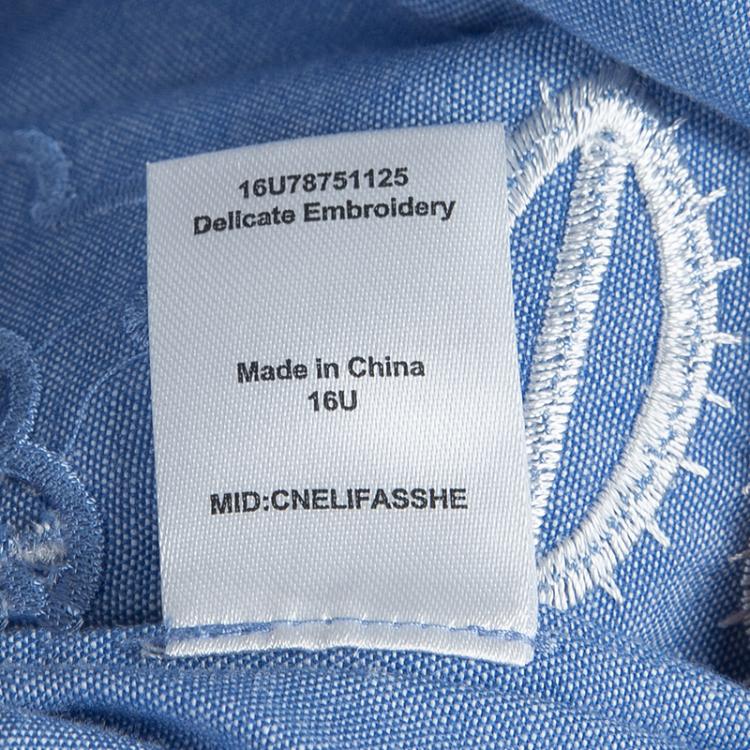 16U78751125
Delicate Embroidery
Made in China
16U
MID:CNELIFASSHE